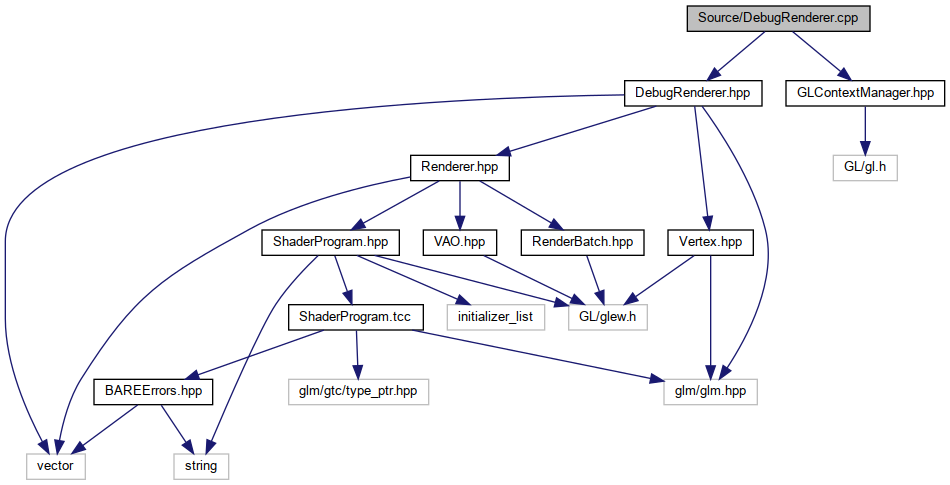 Source/DebugRenderer.cpp
DebugRenderer.hpp
GLContextManager.hpp
Renderer.hpp
GL/gl.h
ShaderProgram.hpp
VAO.hpp
RenderBatch.hpp
Vertex.hpp
ShaderProgram.tcc
initializer_list
GL/glew.h
BAREErrors.hpp
glm/gtc/type_ptr.hpp
glm/glm.hpp
vector
string